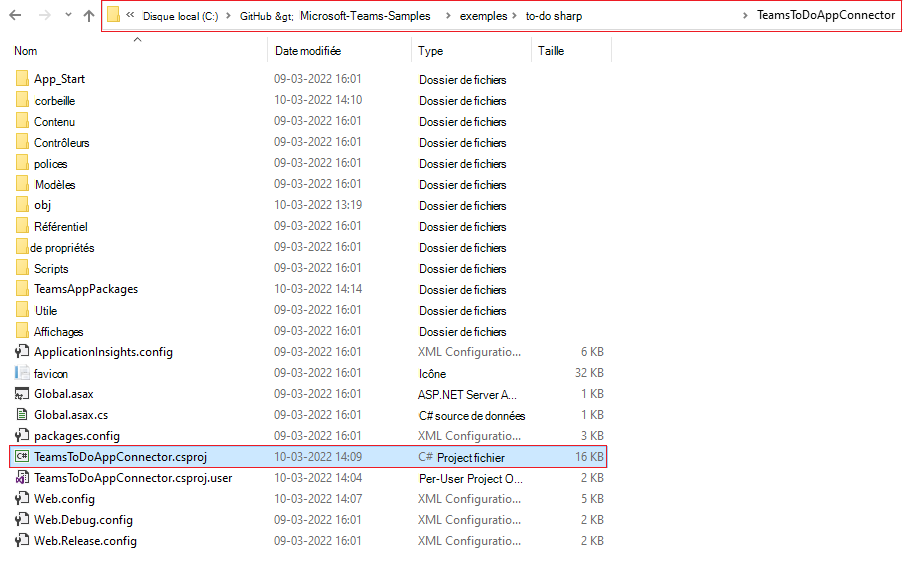 « Disque local (C:) > GitHub &gt; Microsoft-Teams-Samples > exemples > to-do sharp > TeamsToDoAppConnector
Nom Date modifiée Type Taille
App_Start 09-03-2022 16:01 Dossier de fichiers
corbeille 10-03-2022 14:10 Dossier de fichiers
Contenu 09-03-2022 16:01 Dossier de fichiers
Contrôleurs 09-03-2022 16:01 Dossier de fichiers
polices 09-03-2022 16:01 Dossier de fichiers
Modèles 09-03-2022 16:01 Dossier de fichiers
obj 10-03-2022 13:19 Dossier de fichiers
Référentiel 09-03-2022 16:01 Dossier de fichiers
de propriétés 09-03-2022 16:01 Dossier de fichiers
Scripts 09-03-2022 16:01 Dossier de fichiers
TeamsAppPackages 10-03-2022 14:14 Dossier de fichiers
Utile 09-03-2022 16:01 Dossier de fichiers
Affichages 09-03-2022 16:01 Dossier de fichiers
ApplicationInsights.config 09-03-2022 16:01 XML Configuratio... 6 KB
favicon 09-03-2022 16:01 Icône 32 KB
Global.asax 09-03-2022 16:01 ASP.NET Server A... 1 KB
Global.asax.cs 09-03-2022 16:01 C# source de données 1 KB
packages.config 09-03-2022 16:01 XML Configuratio... 3 KB
C# TeamsToDoAppConnector.csproj 10-03-2022 14:09 C# Project fichier 16 KB
TeamsToDoAppConnector.csproj.user 10-03-2022 14:04 Per-User Project O... 2 KB
Web.config 10-03-2022 14:07 XML Configuratio... 5 KB
Web.Debug.config 09-03-2022 16:01 XML Configuratio... 2 KB
Web.Release.config 09-03-2022 16:01 XML Configuratio... 2 KB